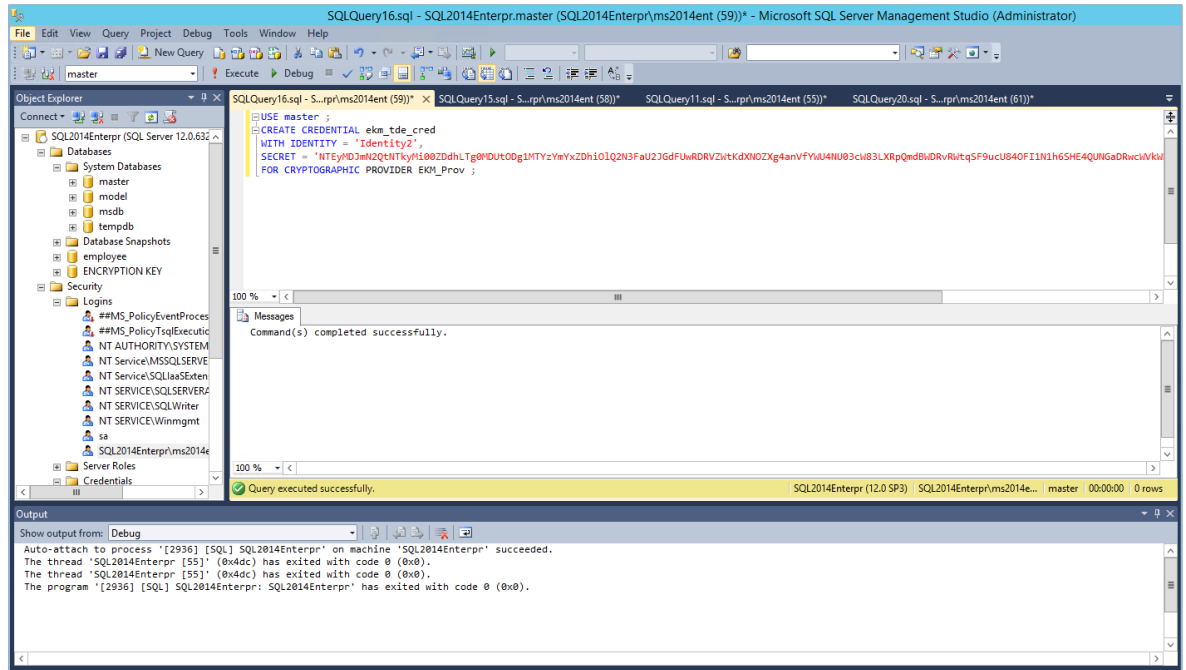 SQLQuery16.sql - SQL2014Enterpr.master (SQL2014Enterpr\ms2014ent (59))* - Microsoft SQL Server Management Studio (Administrator)
File Edit View Query Project Debug Tools Window Help
New Query
master Execute Debug
Object Explorer
Connect
SQL2014Enterpr (SQL Server 12.0.632
Databases
System Databases
master
model
msdb
tempdb
Database Snapshots
employee
ENCRYPTION KEY
Security
Logins
##MS_PolicyEventProces
##MS_PolicyTsqlExecutic
NT AUTHORITY\SYSTEM
NT Service\MSSQLSERVE
NT Service\SQLIaaSExten
NT SERVICE\SQLSERVERA
NT SERVICE\SQLWriter
NT SERVICE\Winmgmt
sa
SQL2014Enterpr\ms2014e
Server Roles
Credentials
SQLQuery16.sql - S...rpr\ms2014ent (59))* SQLQuery15.sql - S...rpr\ms2014ent (58))* SQLQuery11.sql - S...rpr\ms2014ent (55))* SQLQuery20.sql - S...rpr\ms2014ent (61))*
USE master ;
CREATE CREDENTIAL ekm_tde_cred
WITH IDENTITY = 'Identity2',
SECRET =
FOR CRYPTOGRAPHIC PROVIDER EKM_Prov ;
100 %
Messages
Command(s) completed successfully.
100 %
Query executed successfully. SQL2014Enterpr (12.0 SP3) SQL2014Enterpr\ms2014e... master 00:00:00 0 rows
Output
Show output from: Debug
Auto-attach to process '[2936] [SQL] SQL2014Enterpr' on machine 'SQL2014Enterpr' succeeded.
The thread 'SQL2014Enterpr [55]' (0x4dc) has exited with code 0 (0x0).
The thread 'SQL2014Enterpr [55]' (0x4dc) has exited with code 0 (0x0).
The program '[2936] [SQL] SQL2014Enterpr: SQL2014Enterpr' has exited with code 0 (0x0).